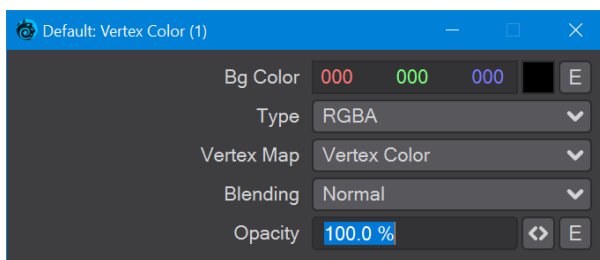 Default: Vertex Color (1)
Bg Color 000 000 000 E
Type RGBA
Vertex Map Vertex Color
Blending Normal
Opacity 100.0 % E